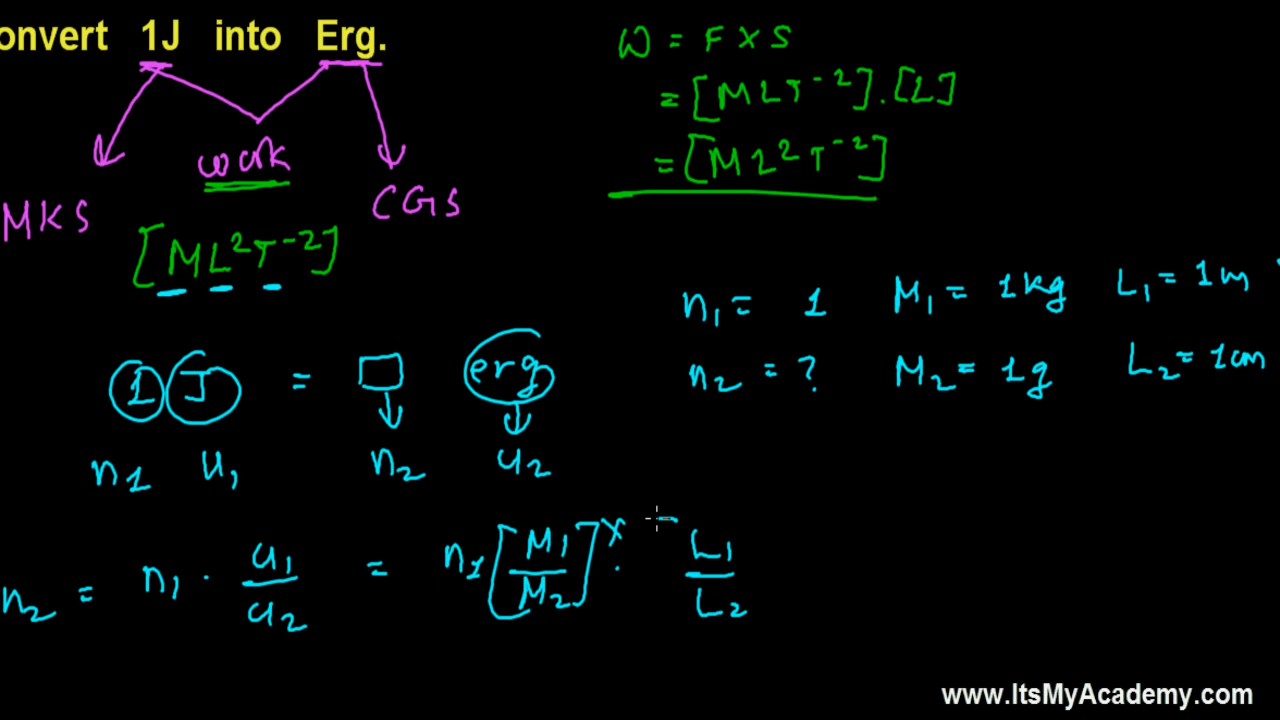 onvert 1J into Erg.
MKS work CGS
[ML²T⁻²]
W = F × S
= [MLT⁻²].[L]
= [ML²T⁻²]
n₁ = 1 M₁ = 1kg L₁ = 1m
n₂ = ? M₂ = 1g L₂ = 1cm
1 J = □ erg
n1 u₁ n₂ u₂
n₂ = n₁ · u₁/u₂ = n1 [M₁/M₂]ˣ · L₁/L₂
www.ItsMyAcademy.com